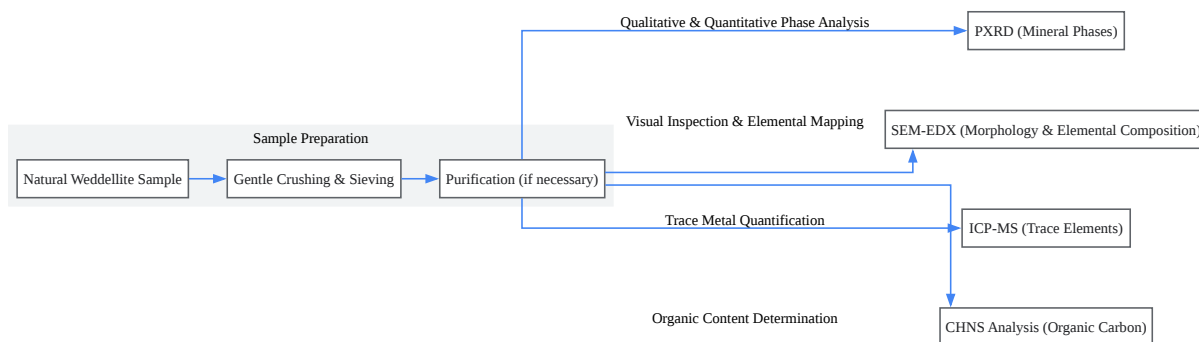 Qualitative & Quantitative Phase Analysis
PXRD (Mineral Phases)
Visual Inspection & Elemental Mapping
SEM-EDX (Morphology & Elemental Composition)
Sample Preparation
Natural Weddellite Sample
Gentle Crushing & Sieving
Purification (if necessary)
Trace Metal Quantification
ICP-MS (Trace Elements)
Organic Content Determination
CHNS Analysis (Organic Carbon)